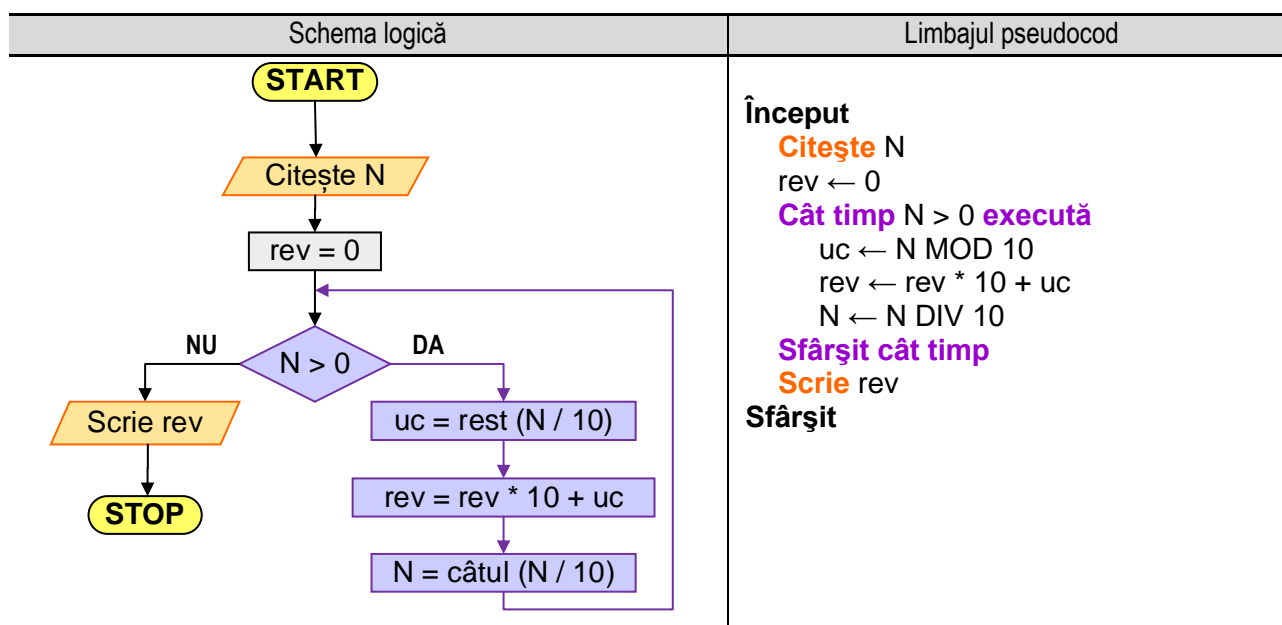 Schema logică
Limbajul pseudocod
START
Citește N
rev = 0
NU
N > 0
DA
Scrie rev
uc = rest (N / 10)
rev = rev * 10 + uc
STOP
N = câtul (N / 10)
Început
Citeşte N
rev ← 0
Cât timp N > 0 execută
uc ← N MOD 10
rev ← rev * 10 + uc
N ← N DIV 10
Sfârşit cât timp
Scrie rev
Sfârşit